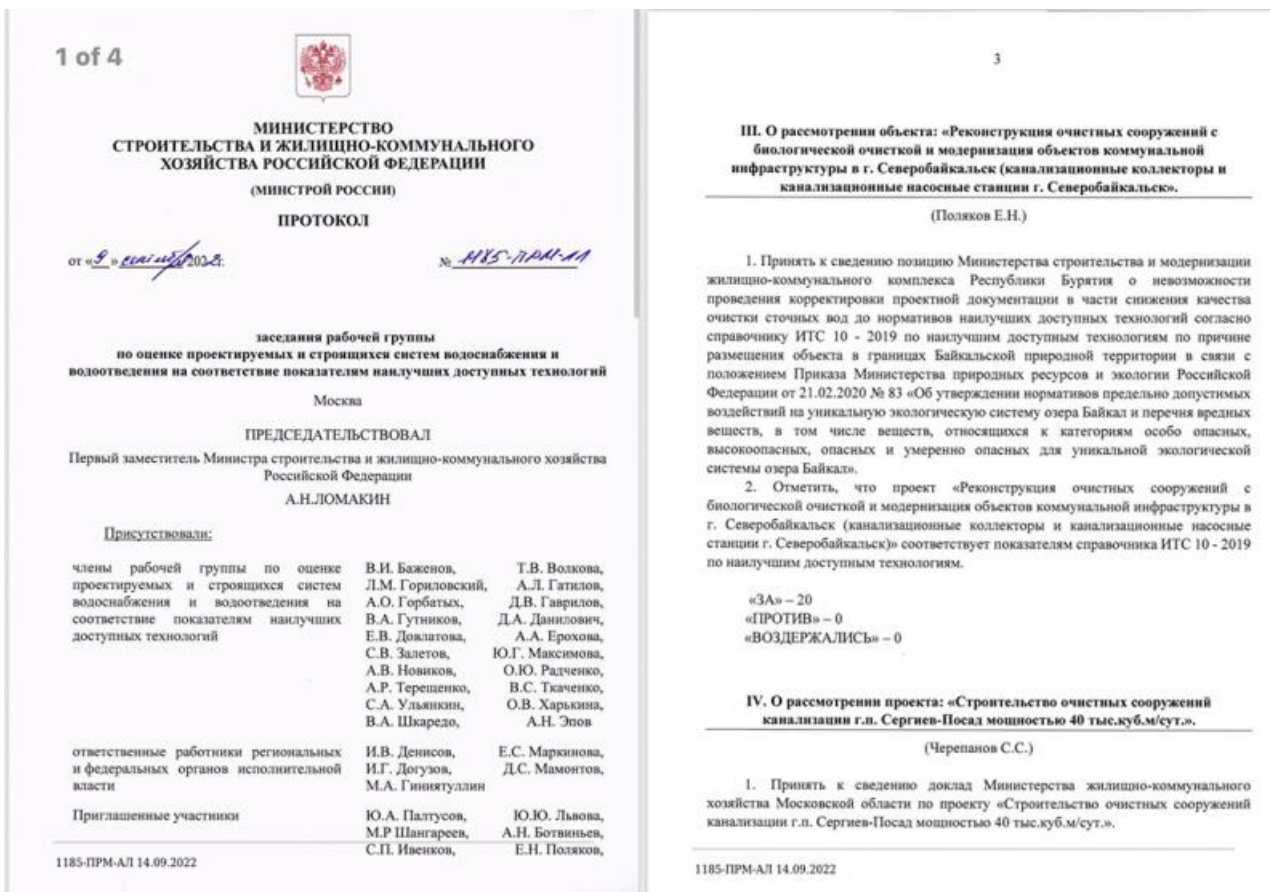 1 of 4
МИНИСТЕРСТВО
СТРОИТЕЛЬСТВА И ЖИЛИЩНО-КОММУНАЛЬНОГО
ХОЗЯЙСТВА РОССИЙСКОЙ ФЕДЕРАЦИИ
(МИНСТРОЙ РОССИИ)
ПРОТОКОЛ
от «9» сентября 2022г. № 1185-ПРМ-АЛ
заседания рабочей группы
по оценке проектируемых и строящихся систем водоснабжения и
водоотведения на соответствие показателям наилучших доступных технологий
Москва
ПРЕДСЕДАТЕЛЬСТВОВАЛ
Первый заместитель Министра строительства и жилищно-коммунального хозяйства
Российской Федерации
А.Н.ЛОМАКИН
Присутствовали:
члены рабочей группы по оценке В.И. Баженов, Т.В. Волкова,
проектируемых и строящихся систем Л.М. Гориловский, А.Л. Гатилов,
водоснабжения и водоотведения на А.О. Горбатых, Д.В. Гаврилов,
соответствие показателям наилучших В.А. Гутников, Д.А. Данилович,
доступных технологий Е.В. Довлатова, А.А. Ерохова,
С.В. Залетов, Ю.Г. Максимова,
А.В. Новиков, О.Ю. Радченко,
А.Р. Терещенко, В.С. Ткаченко,
С.А. Ульянкин, О.В. Харькина,
В.А. Шкаредо, А.Н. Эпов
ответственные работники региональных И.В. Денисов, Е.С. Маркинова,
и федеральных органов исполнительной И.Г. Догузов, Д.С. Мамонтов,
власти М.А. Гиниятуллин
Приглашенные участники Ю.А. Палтусов, Ю.Ю. Львова,
М.Р Шангареев, А.Н. Ботвиньев,
С.П. Ивенков, Е.Н. Поляков,
1185-ПРМ-АЛ 14.09.2022
3
III. О рассмотрении объекта: «Реконструкция очистных сооружений с
биологической очисткой и модернизация объектов коммунальной
инфраструктуры в г. Северобайкальск (канализационные коллекторы и
канализационные насосные станции г. Северобайкальск».
(Поляков Е.Н.)
1. Принять к сведению позицию Министерства строительства и модернизации
жилищно-коммунального комплекса Республики Бурятия о невозможности
проведения корректировки проектной документации в части снижения качества
очистки сточных вод до нормативов наилучших доступных технологий согласно
справочнику ИТС 10 - 2019 по наилучшим доступным технологиям по причине
размещения объекта в границах Байкальской природной территории в связи с
положением Приказа Министерства природных ресурсов и экологии Российской
Федерации от 21.02.2020 № 83 «Об утверждении нормативов предельно допустимых
воздействий на уникальную экологическую систему озера Байкал и перечня вредных
веществ, в том числе веществ, относящихся к категориям особо опасных,
высокоопасных, опасных и умеренно опасных для уникальной экологической
системы озера Байкал».
2. Отметить, что проект «Реконструкция очистных сооружений с
биологической очисткой и модернизация объектов коммунальной инфраструктуры в
г. Северобайкальск (канализационные коллекторы и канализационные насосные
станции г. Северобайкальск)» соответствует показателям справочника ИТС 10 - 2019
по наилучшим доступным технологиям.
«ЗА» – 20
«ПРОТИВ» – 0
«ВОЗДЕРЖАЛИСЬ» – 0
IV. О рассмотрении проекта: «Строительство очистных сооружений
канализации г.п. Сергиев-Посад мощностью 40 тыс.куб.м/сут.».
(Черепанов С.С.)
1. Принять к сведению доклад Министерства жилищно-коммунального
хозяйства Московской области по проекту «Строительство очистных сооружений
канализации г.п. Сергиев-Посад мощностью 40 тыс.куб.м/сут.».
1185-ПРМ-АЛ 14.09.2022